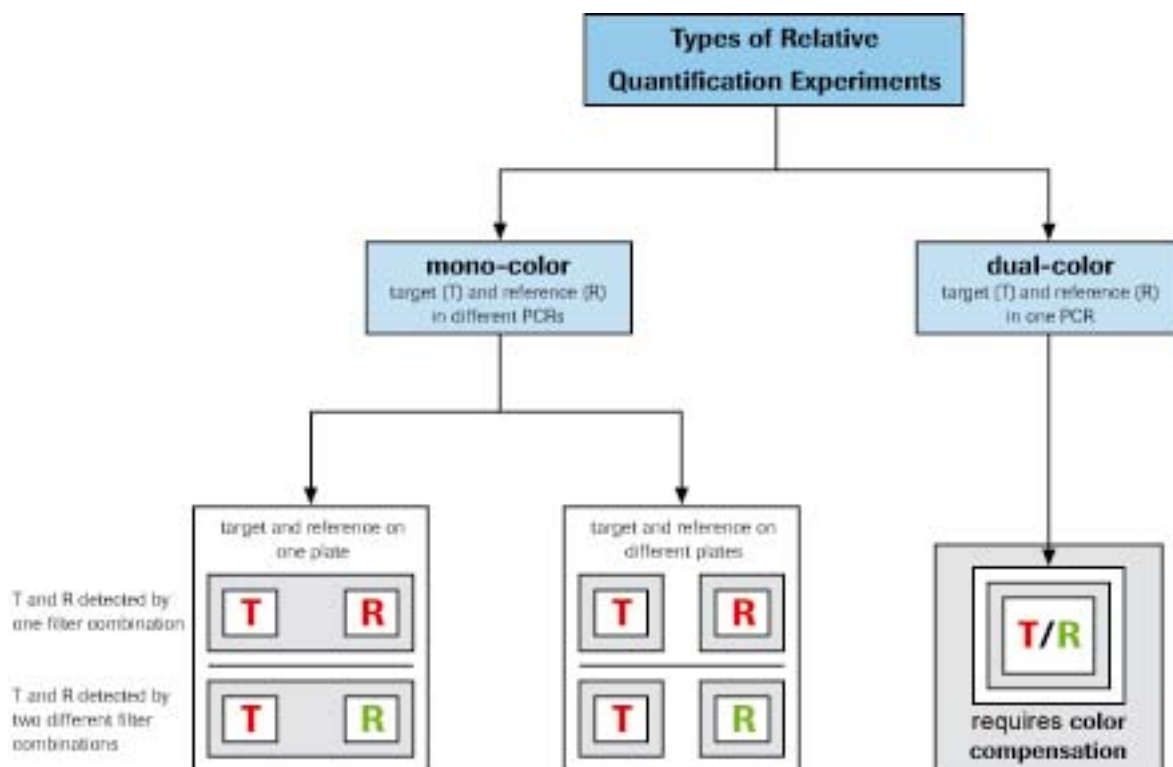 Types of Relative
Quantification Experiments
mono-color
target (T) and reference (R)
in different PCRs
dual-color
target (T) and reference (R)
in one PCR
target and reference on
one plate
target and reference on
different plates
T and R detected by
one filter combination
T R
T R
T and R detected by
two different filter
combinations
T R
T R
T/R
requires color
compensation